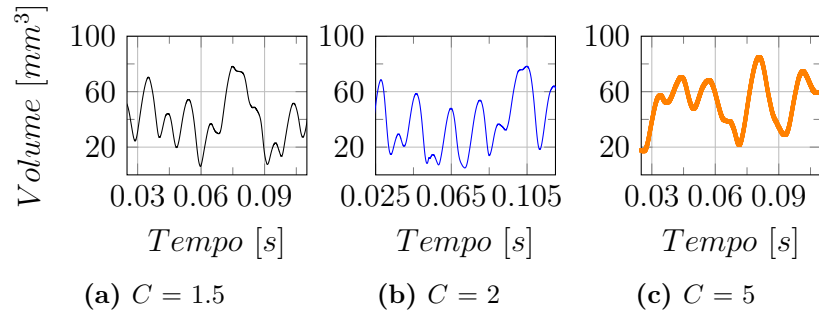 Volume [mm³]
100 100 100
60 60 60
20 20 20
0.03 0.06 0.09 0.025 0.065 0.105 0.03 0.06 0.09
Tempo [s] Tempo [s] Tempo [s]
(a) C = 1.5 (b) C = 2 (c) C = 5